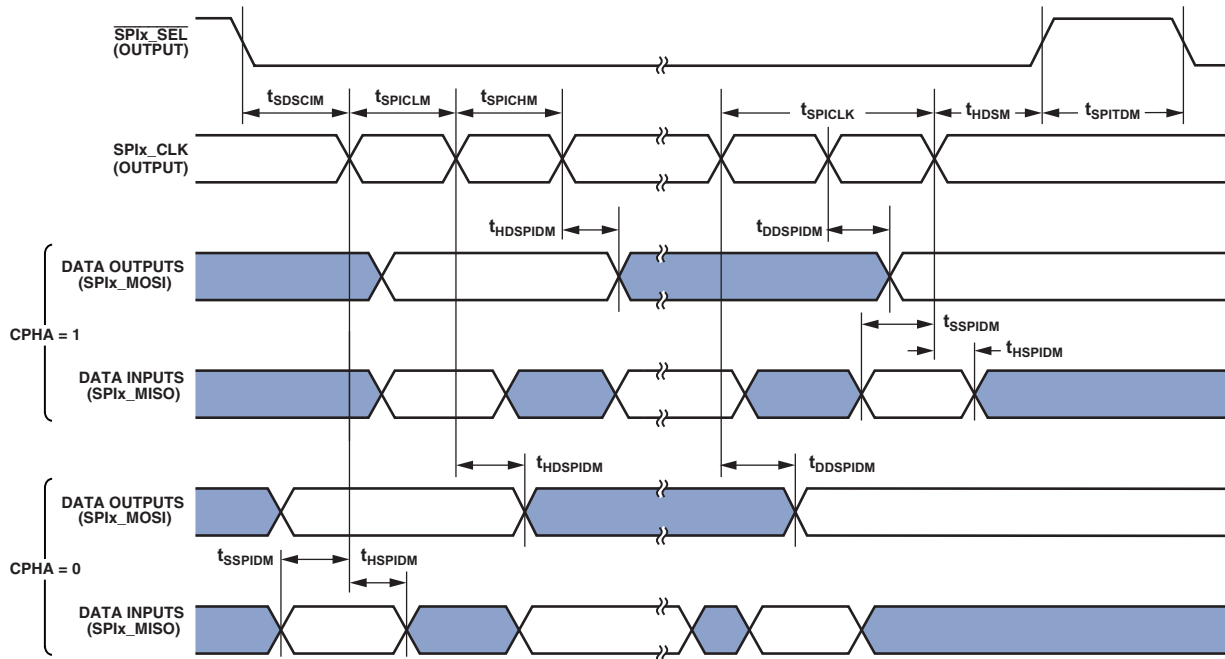 SPIx_SEL
(OUTPUT)
tSDSCIM tSPICLM tSPICHM tSPICLK tHDSM tSPITDM
SPIx_CLK
(OUTPUT)
tHDSPIDM tDDSPIDM
DATA OUTPUTS
(SPIx_MOSI)
CPHA = 1
tSSPIDM
tHSPIDM
DATA INPUTS
(SPIx_MISO)
tHDSPIDM tDDSPIDM
DATA OUTPUTS
(SPIx_MOSI)
CPHA = 0
tSSPIDM tHSPIDM
DATA INPUTS
(SPIx_MISO)